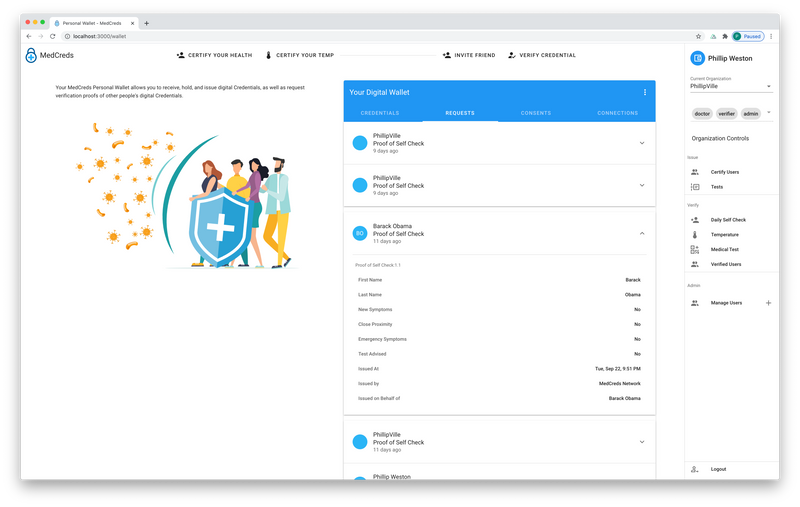 Personal Wallet - MedCreds
localhost:3000/wallet
P Paused
MedCreds
CERTIFY YOUR HEALTH
CERTIFY YOUR TEMP
INVITE FRIEND
VERIFY CREDENTIAL
Your MedCreds Personal Wallet allows you to receive, hold, and issue digital Credentials, as well as request
verification proofs of other people's digital Credentials.
Your Digital Wallet
CREDENTIALS
REQUESTS
CONSENTS
CONNECTIONS
PhillipVille
Proof of Self Check
9 days ago
PhillipVille
Proof of Self Check
9 days ago
BO
Barack Obama
Proof of Self Check
11 days ago
Proof of Self Check-1.1
First Name Barack
Last Name Obama
New Symptoms No
Close Proximity No
Emergency Symptoms No
Test Advised No
Issued At Tue, Sep 22, 9:51 PM
Issued by MedCreds Network
Issued on Behalf of Barack Obama
PhillipVille
Proof of Self Check
11 days ago
Phillip Weston
Phillip Weston
Current Organization
PhillipVille
doctor verifier admin
Organization Controls
Issue
Certify Users
Tests
Verify
Daily Self Check
Temperature
Medical Test
Verified Users
Admin
Manage Users
Logout